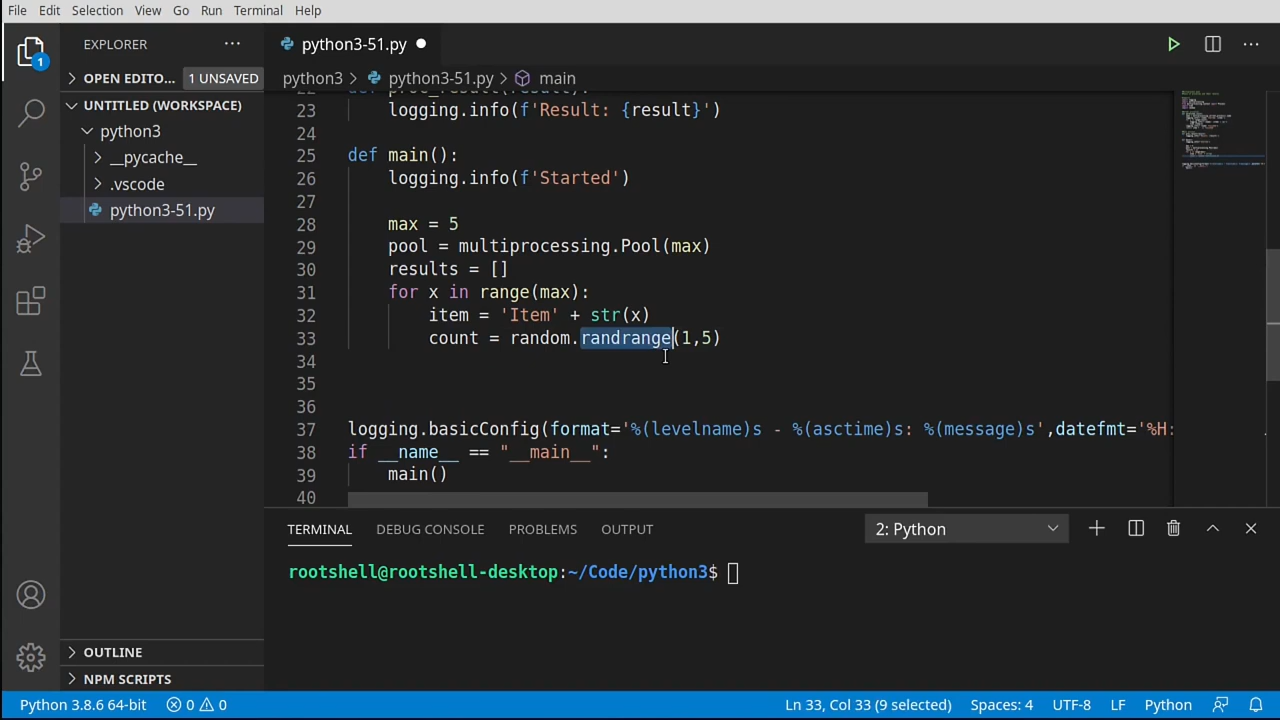 File Edit Selection View Go Run Terminal Help
EXPLORER
python3-51.py
OPEN EDITO... 1 UNSAVED
python3 > python3-51.py > main
UNTITLED (WORKSPACE)
python3
__pycache__
.vscode
python3-51.py
1
23 logging.info(f'Result: {result}')
24
25 def main():
26 logging.info(f'Started')
27
28 max = 5
29 pool = multiprocessing.Pool(max)
30 results = []
31 for x in range(max):
32 item = 'Item' + str(x)
33 count = random.randrange(1,5)
34
35
36
37 logging.basicConfig(format='%(levelname)s - %(asctime)s: %(message)s',datefmt='%H:
38 if __name__ == "__main__":
39 main()
40
TERMINAL DEBUG CONSOLE PROBLEMS OUTPUT 2: Python
rootshell@rootshell-desktop:~/Code/python3$
OUTLINE
NPM SCRIPTS
Python 3.8.6 64-bit 0 0 Ln 33, Col 33 (9 selected) Spaces: 4 UTF-8 LF Python